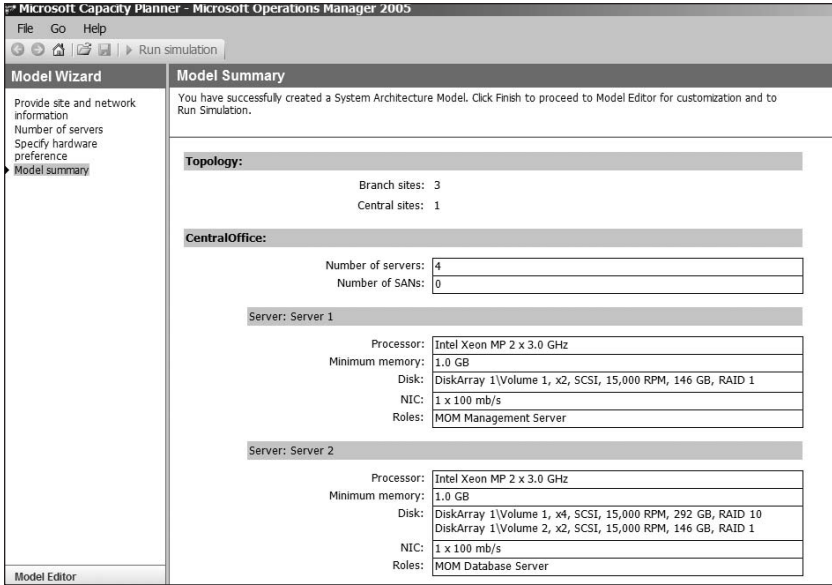 Microsoft Capacity Planner - Microsoft Operations Manager 2005
File Go Help
Run simulation
Model Wizard
Provide site and network
information
Number of servers
Specify hardware
preference
Model summary
Model Editor
Model Summary
You have successfully created a System Architecture Model. Click Finish to proceed to Model Editor for customization and to
Run Simulation.
Topology:
Branch sites: 3
Central sites: 1
CentralOffice:
Number of servers: 4
Number of SANs: 0
Server: Server 1
Processor: Intel Xeon MP 2 x 3.0 GHz
Minimum memory: 1.0 GB
Disk: DiskArray 1\Volume 1, x2, SCSI, 15,000 RPM, 146 GB, RAID 1
NIC: 1 x 100 mb/s
Roles: MOM Management Server
Server: Server 2
Processor: Intel Xeon MP 2 x 3.0 GHz
Minimum memory: 1.0 GB
Disk: DiskArray 1\Volume 1, x4, SCSI, 15,000 RPM, 292 GB, RAID 10
DiskArray 1\Volume 2, x2, SCSI, 15,000 RPM, 146 GB, RAID 1
NIC: 1 x 100 mb/s
Roles: MOM Database Server